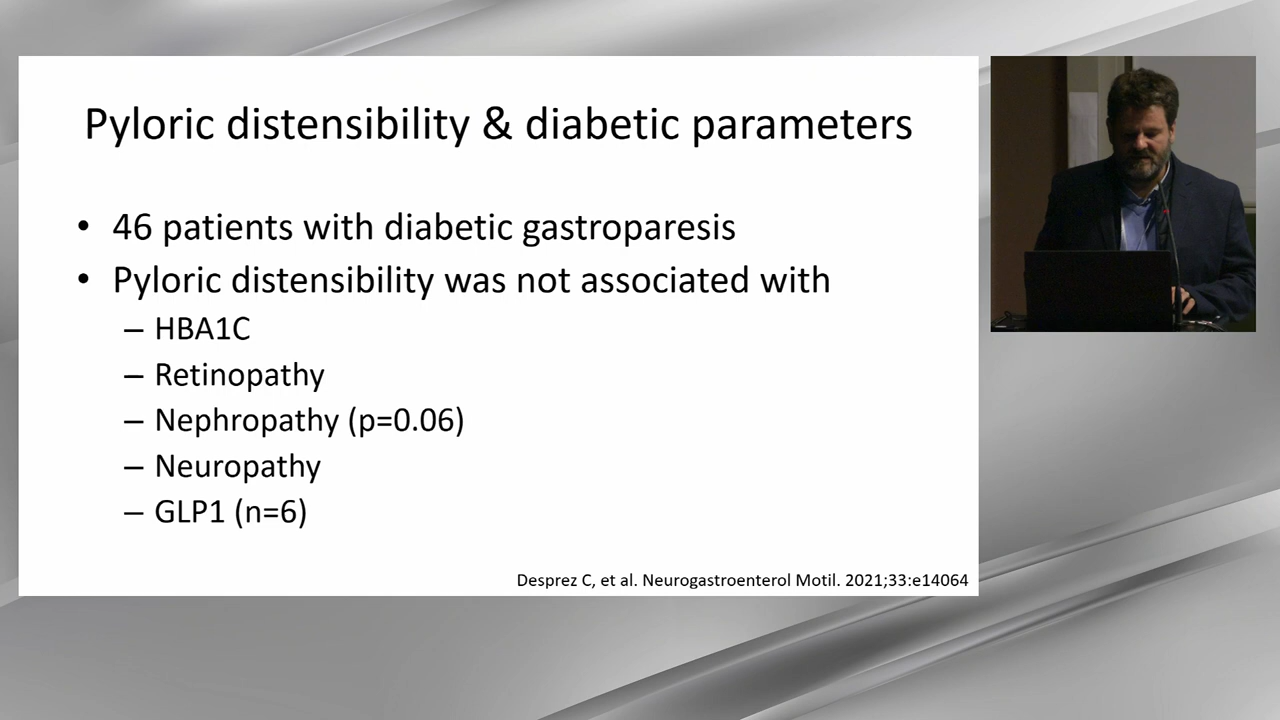 Pyloric distensibility & diabetic parameters
• 46 patients with diabetic gastroparesis
• Pyloric distensibility was not associated with
– HBA1C
– Retinopathy
– Nephropathy (p=0.06)
– Neuropathy
– GLP1 (n=6)
Desprez C, et al. Neurogastroenterol Motil. 2021;33:e14064